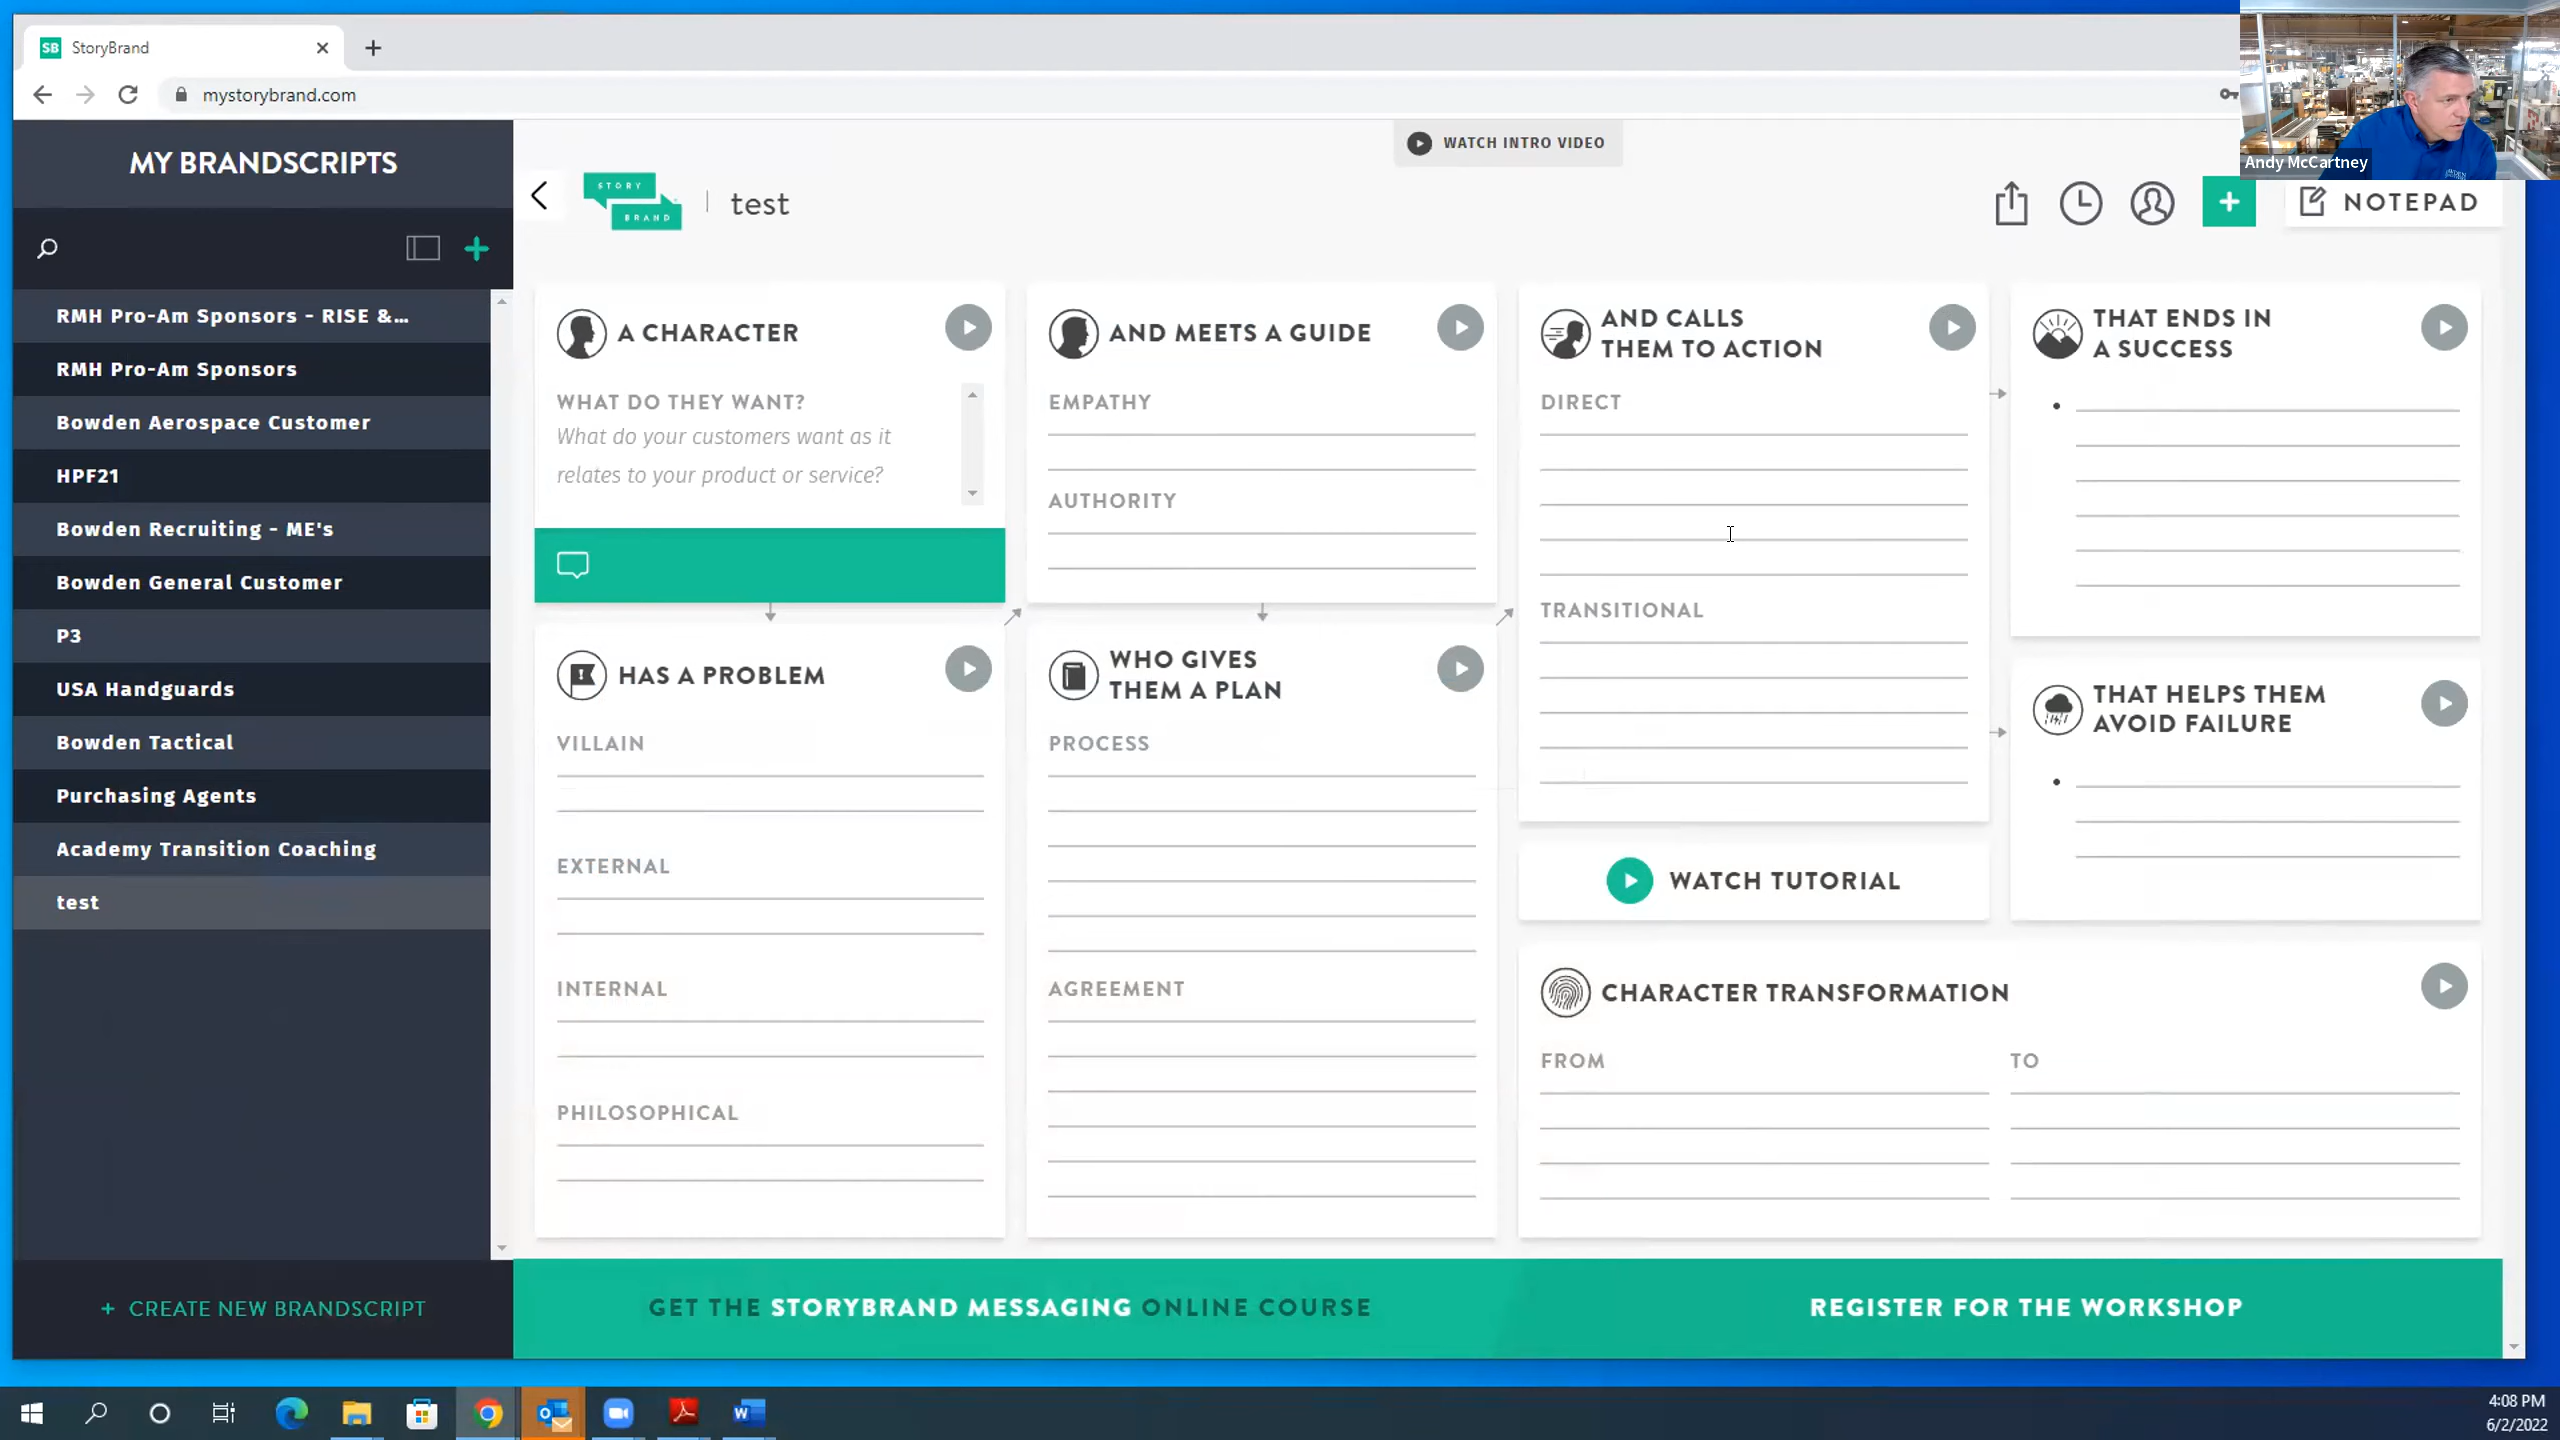 SB StoryBrand
mystorybrand.com
Andy McCartney
MY BRANDSCRIPTS
RMH Pro-Am Sponsors - RISE &...
RMH Pro-Am Sponsors
Bowden Aerospace Customer
HPF21
Bowden Recruiting - ME's
Bowden General Customer
P3
USA Handguards
Bowden Tactical
Purchasing Agents
Academy Transition Coaching
test
+ CREATE NEW BRANDSCRIPT
WATCH INTRO VIDEO
STORY
BRAND
test
NOTEPAD
A CHARACTER
WHAT DO THEY WANT?
What do your customers want as it
relates to your product or service?
HAS A PROBLEM
VILLAIN
EXTERNAL
INTERNAL
PHILOSOPHICAL
AND MEETS A GUIDE
EMPATHY
AUTHORITY
WHO GIVES
THEM A PLAN
PROCESS
AGREEMENT
AND CALLS
THEM TO ACTION
DIRECT
TRANSITIONAL
WATCH TUTORIAL
THAT ENDS IN
A SUCCESS
THAT HELPS THEM
AVOID FAILURE
CHARACTER TRANSFORMATION
FROM
TO
GET THE STORYBRAND MESSAGING ONLINE COURSE
REGISTER FOR THE WORKSHOP
4:08 PM
6/2/2022